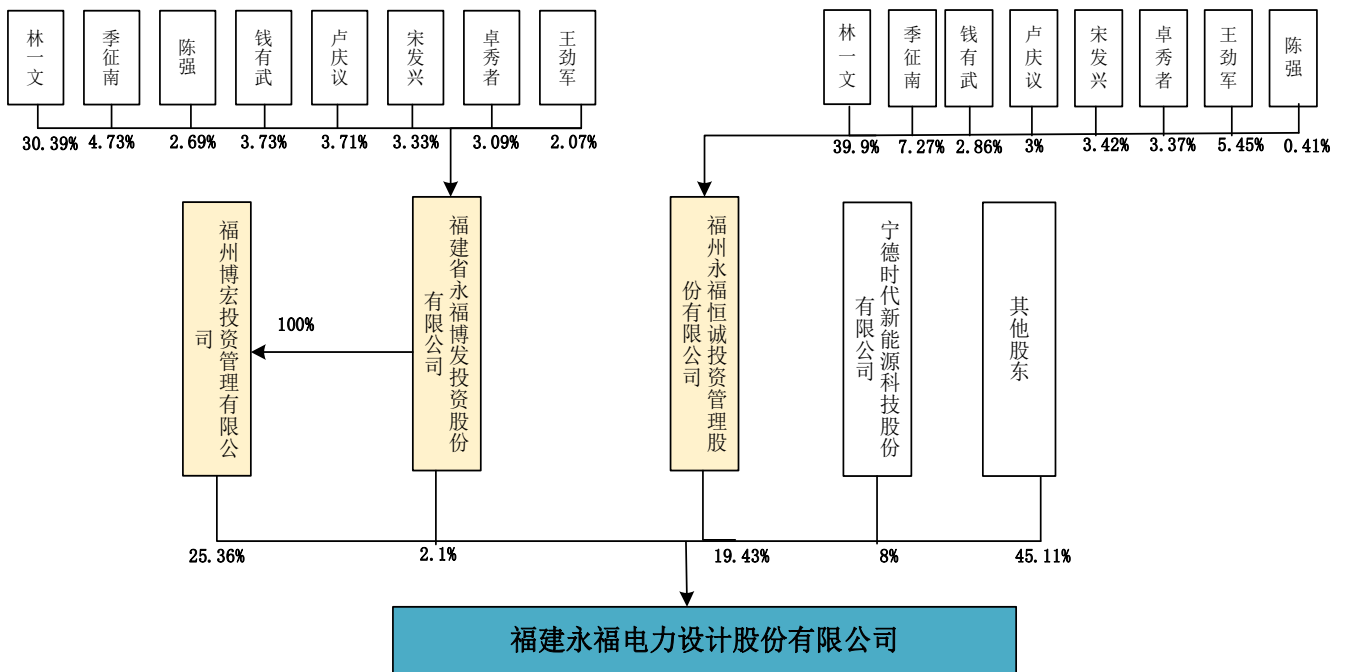 林一文
季征南
陈强
钱有武
卢庆议
宋发兴
卓秀者
王劲军
林一文
季征南
钱有武
卢庆议
宋发兴
卓秀者
王劲军
陈强
30.39%
4.73%
2.69%
3.73%
3.71%
3.33%
3.09%
2.07%
39.9%
7.27%
2.86%
3%
3.42%
3.37%
5.45%
0.41%
福州博宏投资管理有限公
司
100%
福建省永福博发投资股份
有限公司
福州永福恒诚投资管理股
份有限公司
宁德时代新能源科技股份
有限公司
其他股东
25.36%
2.1%
19.43%
8%
45.11%
福建永福电力设计股份有限公司